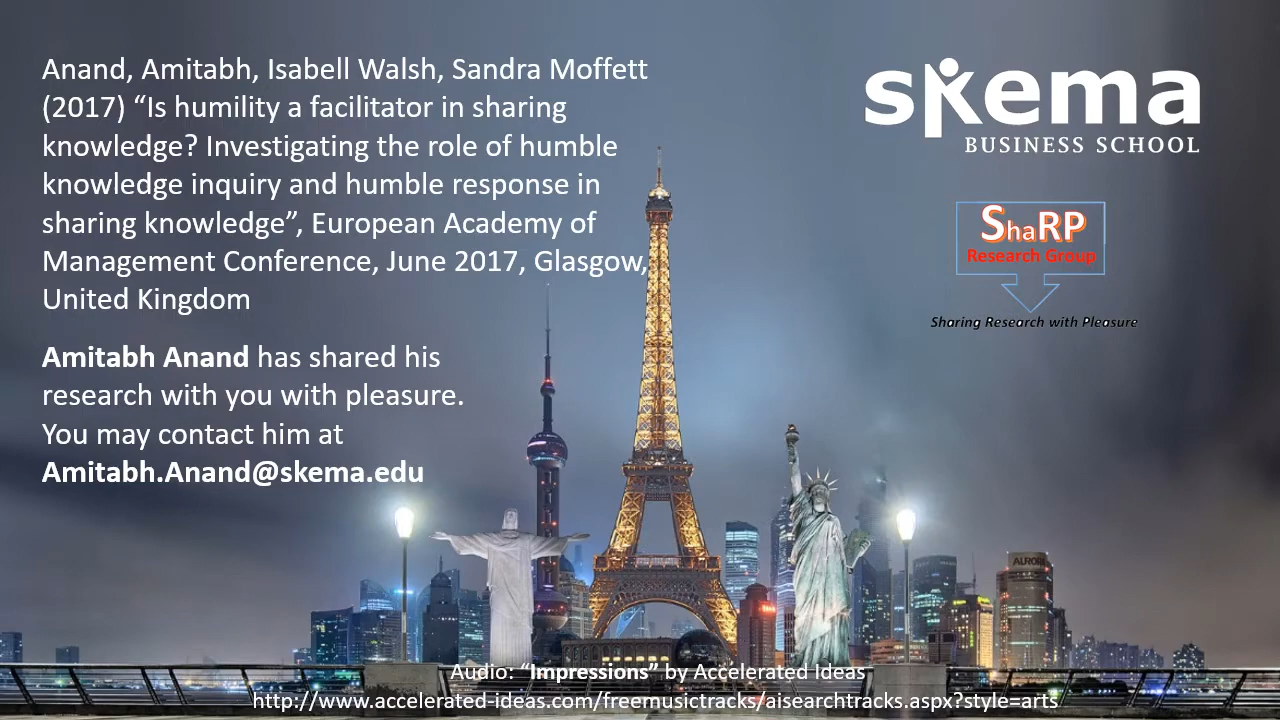 Anand, Amitabh, Isabell Walsh, Sandra Moffett
(2017) “Is humility a facilitator in sharing
knowledge? Investigating the role of humble
knowledge inquiry and humble response in
sharing knowledge”, European Academy of
Management Conference, June 2017, Glasgow,
United Kingdom
Amitabh Anand has shared his
research with you with pleasure.
You may contact him at
Amitabh.Anand@skema.edu
skema
BUSINESS SCHOOL
ShaRP
Research Group
Sharing Research with Pleasure
AURORA
Audio: “Impressions” by Accelerated Ideas
http://www.accelerated-ideas.com/freemusictracks/aisearchtracks.aspx?style=arts